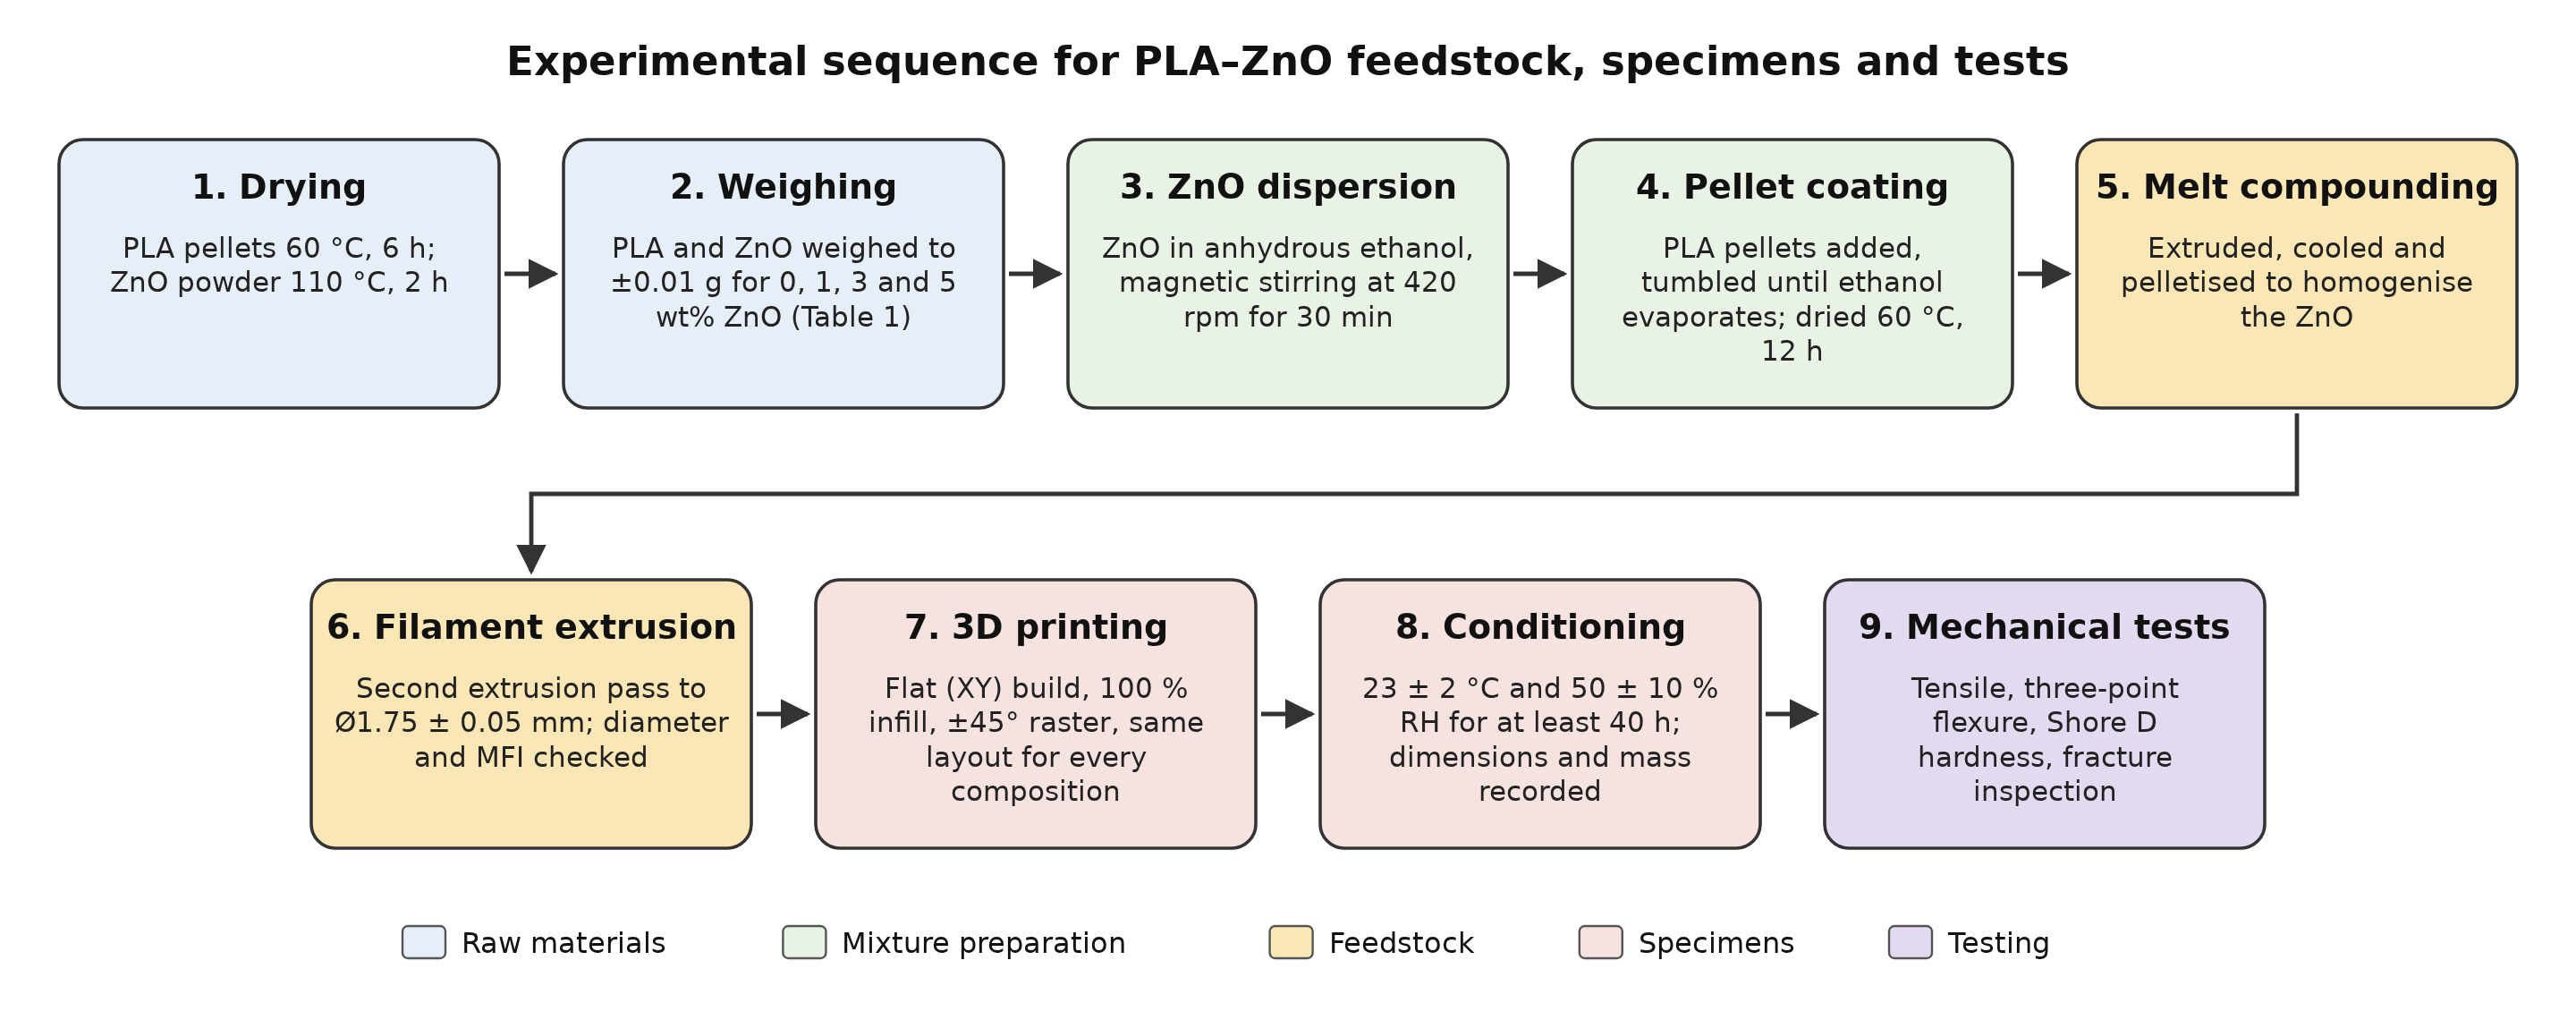 Experimental sequence for PLA–ZnO feedstock, specimens and tests
1. Drying
PLA pellets 60 °C, 6 h;
ZnO powder 110 °C, 2 h
2. Weighing
PLA and ZnO weighed to
±0.01 g for 0, 1, 3 and 5
wt% ZnO (Table 1)
3. ZnO dispersion
ZnO in anhydrous ethanol,
magnetic stirring at 420
rpm for 30 min
4. Pellet coating
PLA pellets added,
tumbled until ethanol
evaporates; dried 60 °C,
12 h
5. Melt compounding
Extruded, cooled and
pelletised to homogenise
the ZnO
6. Filament extrusion
Second extrusion pass to
Ø1.75 ± 0.05 mm; diameter
and MFI checked
7. 3D printing
Flat (XY) build, 100 %
infill, ±45° raster, same
layout for every
composition
8. Conditioning
23 ± 2 °C and 50 ± 10 %
RH for at least 40 h;
dimensions and mass
recorded
9. Mechanical tests
Tensile, three-point
flexure, Shore D
hardness, fracture
inspection
Raw materials
Mixture preparation
Feedstock
Specimens
Testing